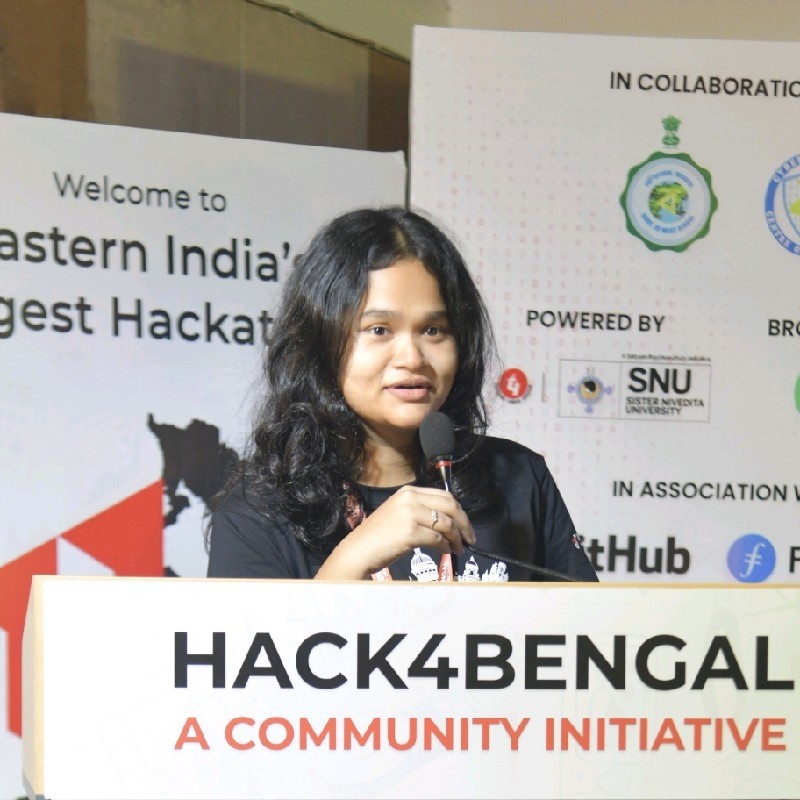 Welcome to
astern India's
gest Hackat
IN COLLABORATIO
POWERED BY
BRO
SNU
SISTER NIVEDITA
UNIVERSITY
IN ASSOCIATION W
tHub
F
HACK4BENGAL
A COMMUNITY INITIATIVE